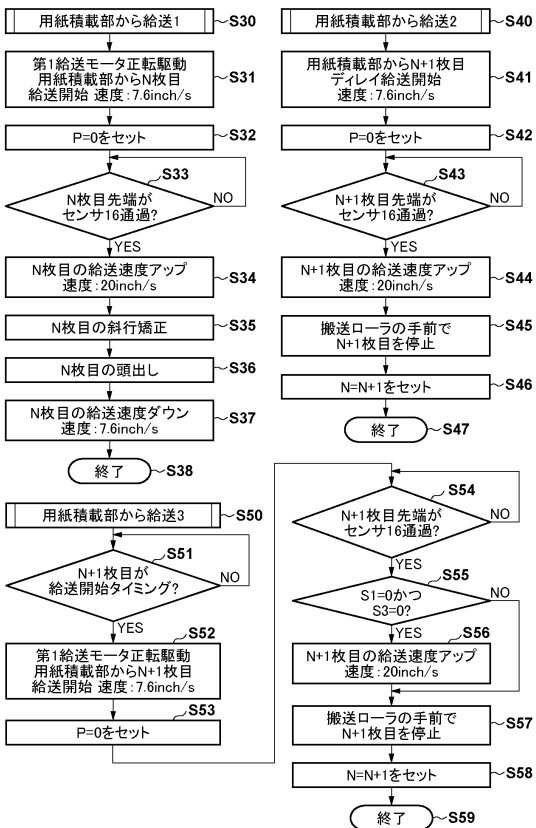 用紙積載部から給送1
S30
第1給送モータ正転駆動
用紙積載部からN枚目
給送開始 速度:7.6inch/s
S31
P=0をセット
S32
S33
N枚目先端が
センサ16通過?
NO
YES
N枚目の給送速度アップ
速度:20inch/s
S34
N枚目の斜行矯正
S35
N枚目の頭出し
S36
N枚目の給送速度ダウン
速度:7.6inch/s
S37
終了
S38
用紙積載部から給送2
S40
用紙積載部からN+1枚目
ディレイ給送開始
速度:7.6inch/s
S41
P=0をセット
S42
S43
N+1枚目先端が
センサ16通過?
NO
YES
N+1枚目の給送速度アップ
速度:20inch/s
S44
搬送ローラの手前で
N+1枚目を停止
S45
N=N+1をセット
S46
終了
S47
用紙積載部から給送3
S50
S51
N+1枚目が
給送開始タイミング?
NO
YES
S52
第1給送モータ正転駆動
用紙積載部からN+1枚目
給送開始 速度:7.6inch/s
S53
P=0をセット
S54
N+1枚目先端が
センサ16通過?
NO
YES
S55
S1=0かつ
S3=0?
NO
YES
S56
N+1枚目の給送速度アップ
速度:20inch/s
搬送ローラの手前で
N+1枚目を停止
S57
N=N+1をセット
S58
終了
S59